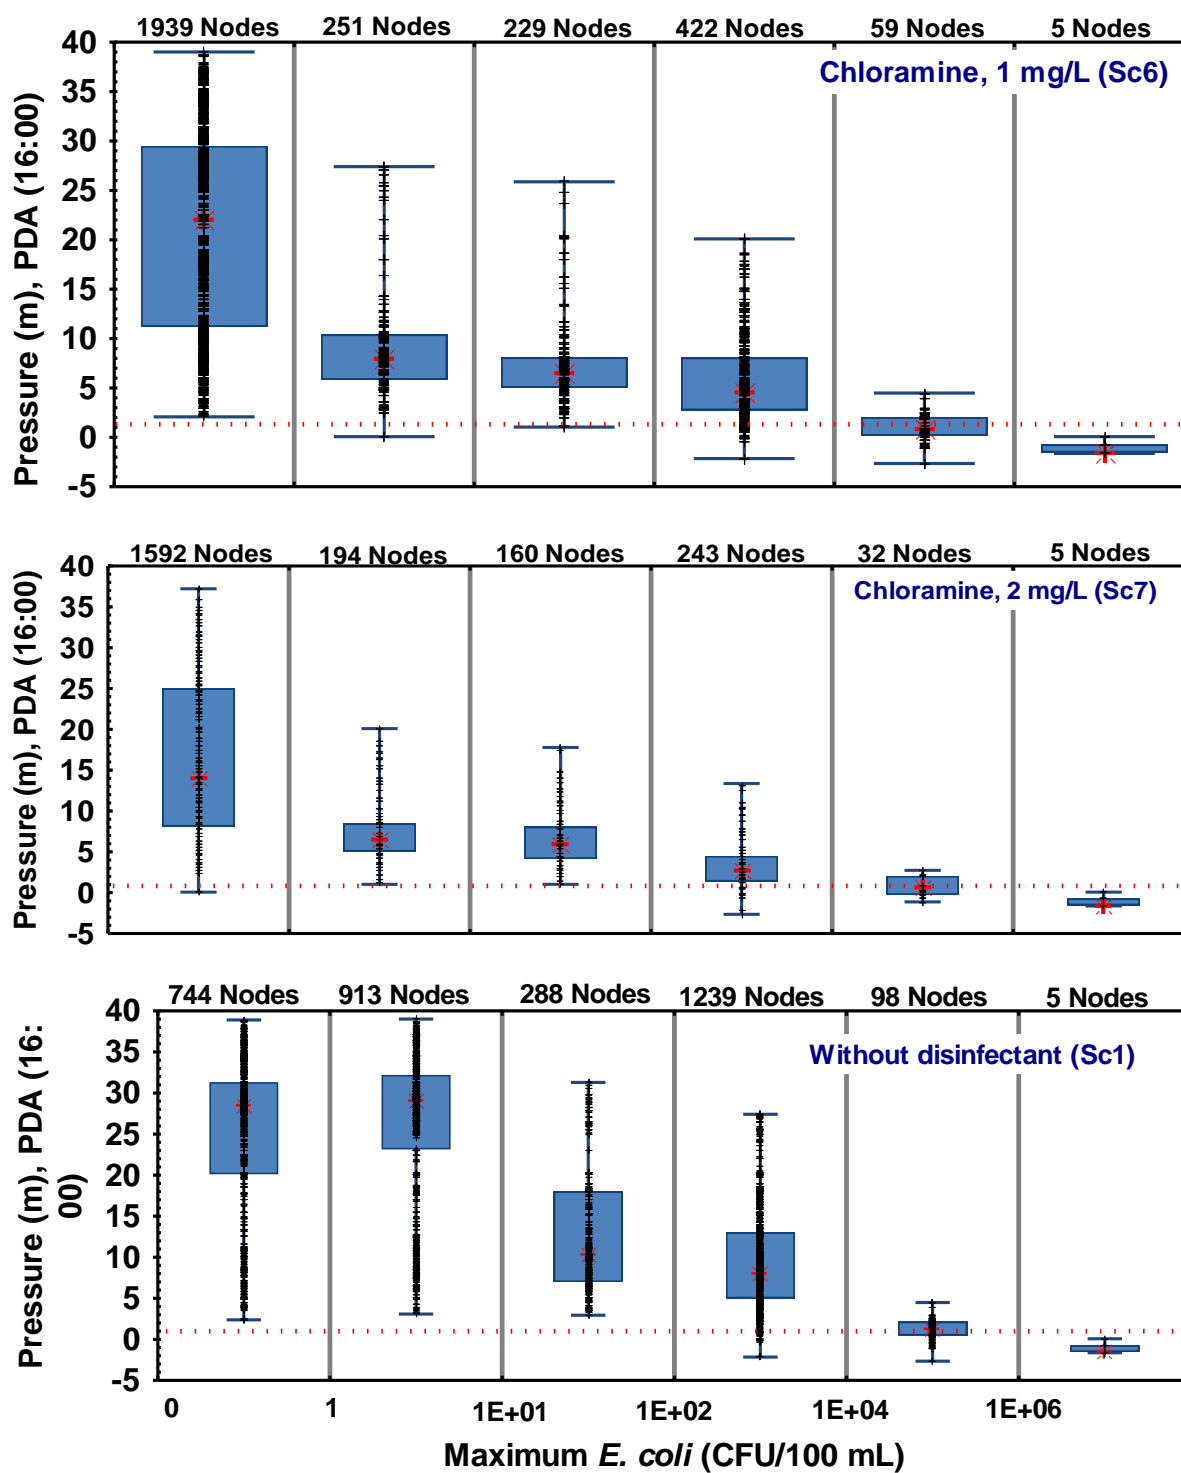 1939 Nodes 251 Nodes 229 Nodes 422 Nodes 59 Nodes 5 Nodes
Chloramine, 1 mg/L (Sc6)
Pressure (m), PDA (16:00)
40
35
30
25
20
15
10
5
0
-5
1592 Nodes 194 Nodes 160 Nodes 243 Nodes 32 Nodes 5 Nodes
Chloramine, 2 mg/L (Sc7)
Pressure (m), PDA (16:00)
40
35
30
25
20
15
10
5
0
-5
744 Nodes 913 Nodes 288 Nodes 1239 Nodes 98 Nodes 5 Nodes
Without disinfectant (Sc1)
Pressure (m), PDA (16:
00)
40
35
30
25
20
15
10
5
0
-5
0 1 1E+01 1E+02 1E+04 1E+06
Maximum E. coli (CFU/100 mL)